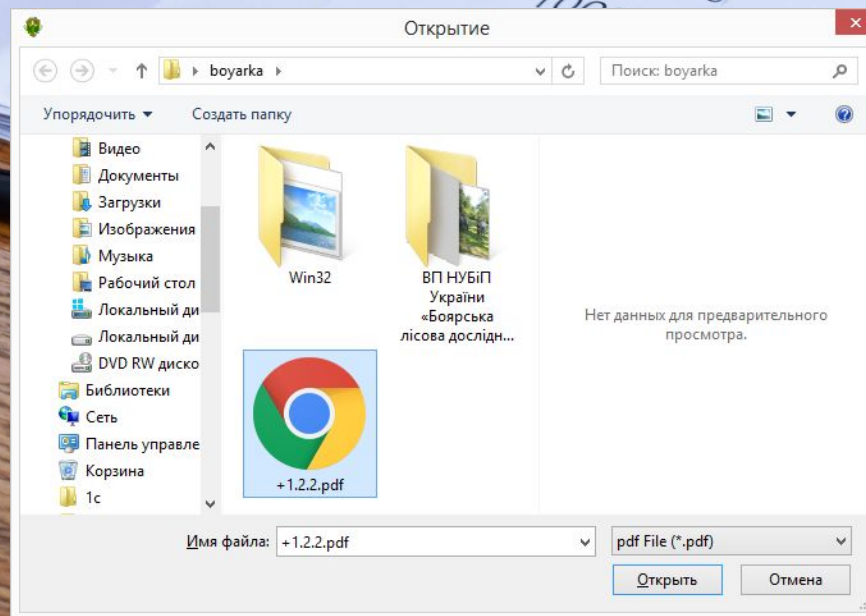 Открытие
boyarka
Поиск: boyarka
Упорядочить
Создать папку
Видео
Документы
Загрузки
Изображения
Музыка
Рабочий стол
Локальный ди
Локальный ди
DVD RW диско
Библиотеки
Сеть
Панель управле
Корзина
1c
Win32
ВП НУБіП
України
«Боярська
лісова дослідн...
+1.2.2.pdf
Нет данных для предварительного
просмотра.
Имя файла: +1.2.2.pdf
pdf File (*.pdf)
Открыть
Отмена